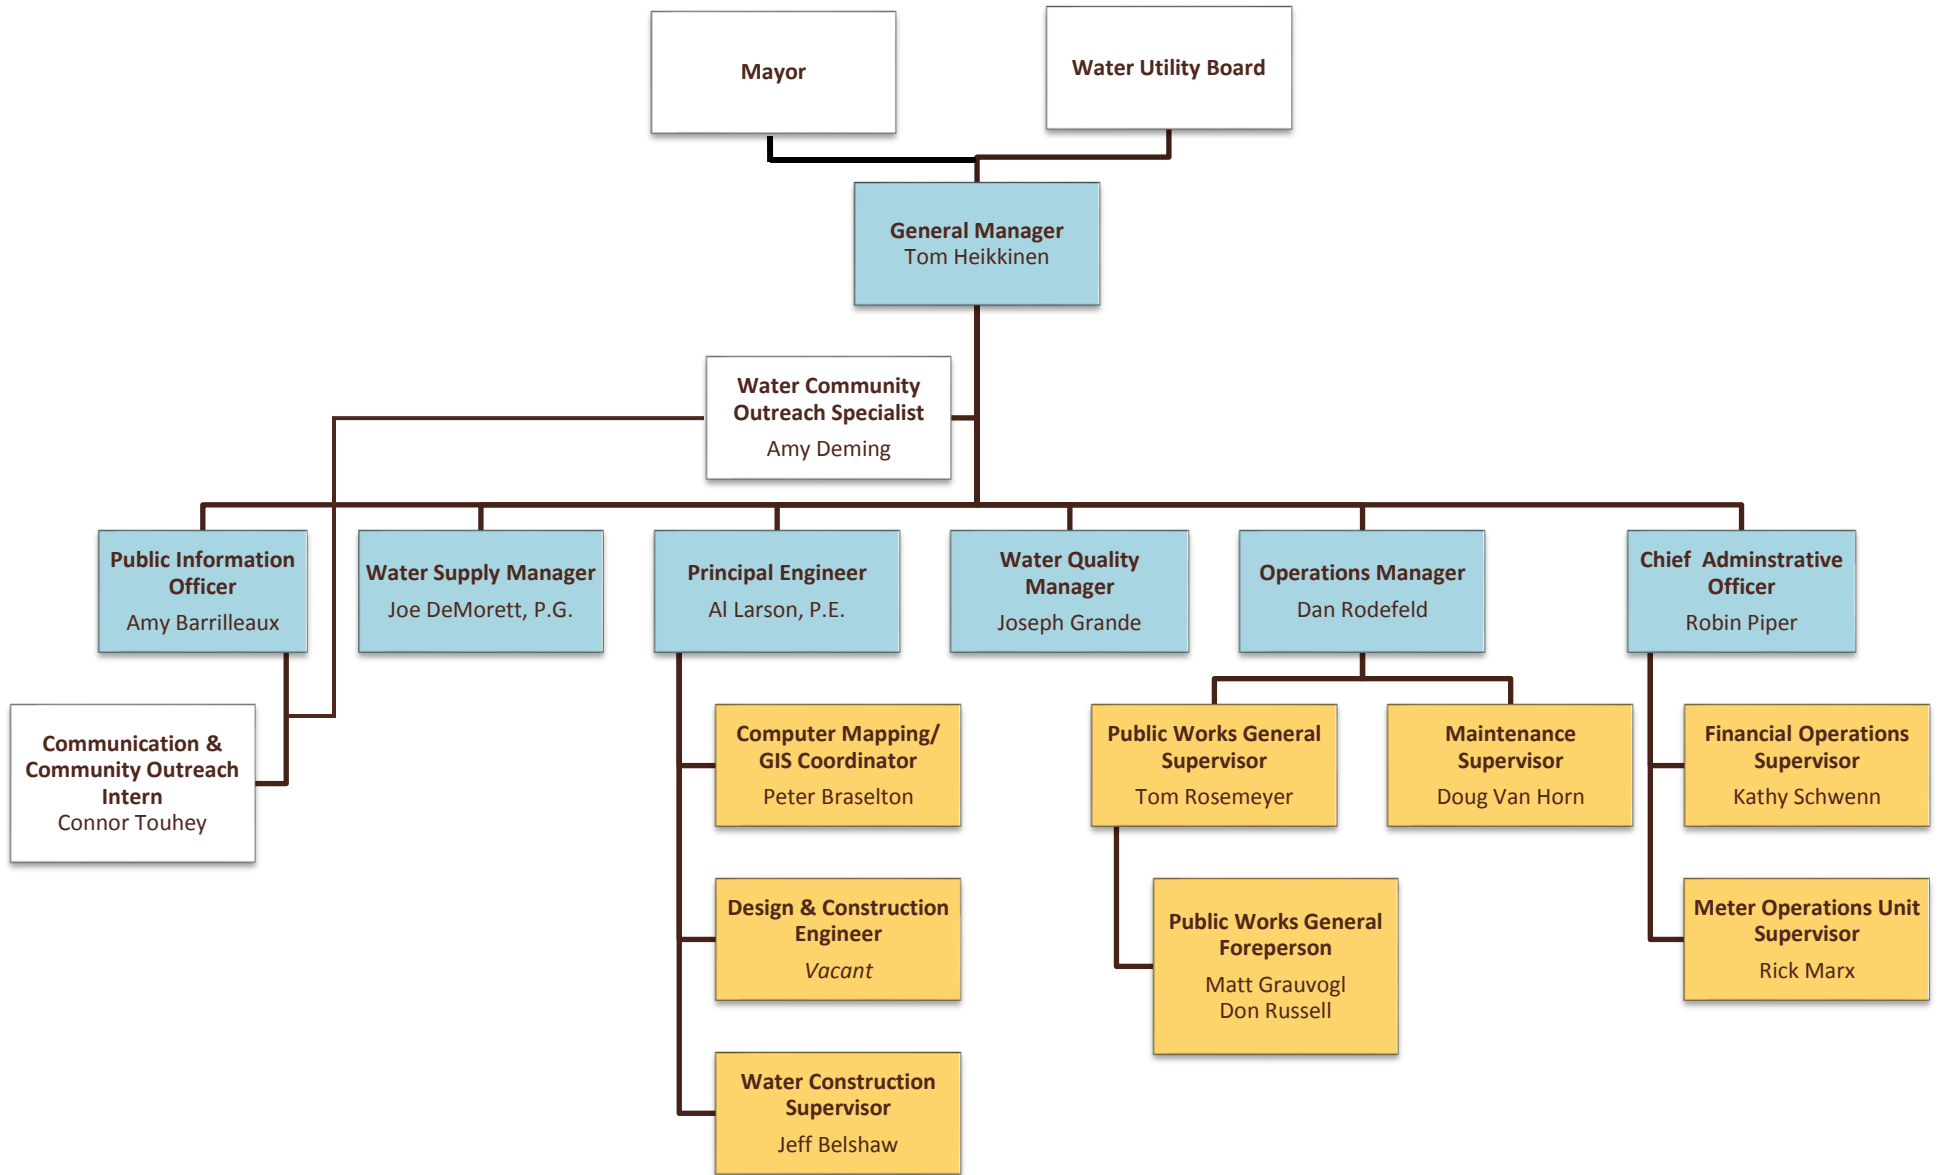 Mayor
Water Utility Board
General Manager
Tom Heikkinen
Water Community
Outreach Specialist
Amy Deming
Public Information
Officer
Amy Barrilleaux
Water Supply Manager
Joe DeMorett, P.G.
Principal Engineer
Al Larson, P.E.
Water Quality
Manager
Joseph Grande
Operations Manager
Dan Rodefeld
Chief Adminstrative
Officer
Robin Piper
Communication &
Community Outreach
Intern
Connor Touhey
Computer Mapping/
GIS Coordinator
Peter Braselton
Public Works General
Supervisor
Tom Rosemeyer
Maintenance
Supervisor
Doug Van Horn
Financial Operations
Supervisor
Kathy Schwenn
Design & Construction
Engineer
Vacant
Public Works General
Foreperson
Matt Grauvogl
Don Russell
Meter Operations Unit
Supervisor
Rick Marx
Water Construction
Supervisor
Jeff Belshaw